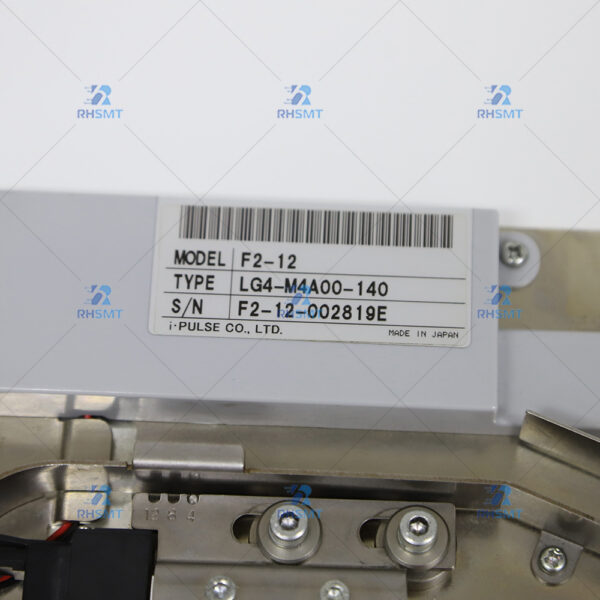 RHSMT RHSMT RHSMT
MODEL F2-12
TYPE LG4-M4A00-140
S/N F2-12-002819E
i·PULSE CO., LTD. MADE IN JAPAN
RHSMT RHSMT RHSMT
12 8 4
RHSMT RHSMT RHSMT